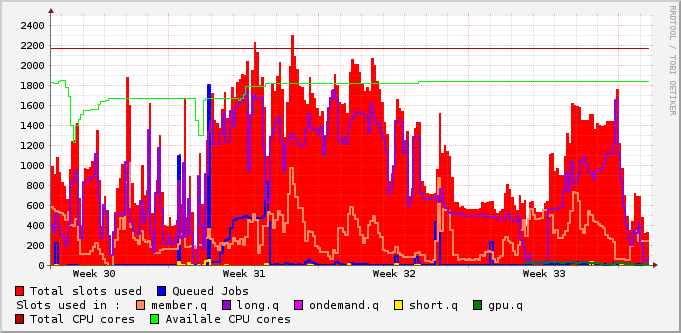 2400
2200
2000
1800
1600
1400
1200
1000
800
600
400
200
0
Week 30 Week 31 Week 32 Week 33
Total slots used Queued Jobs
Slots used in : member.q long.q ondemand.q short.q gpu.q
Total CPU cores Availale CPU cores
RRDTOOL / TOBI OETIKER